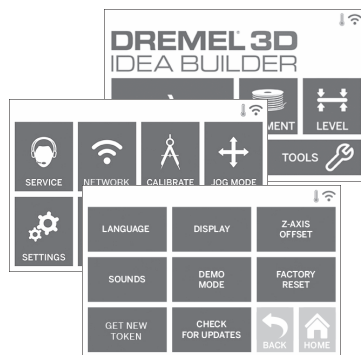 DREMEL 3D
IDEA BUILDER
MENT
LEVEL
TOOLS
SERVICE
NETWORK
CALIBRATE
JOG MODE
SETTINGS
LANGUAGE
DISPLAY
Z-AXIS
OFFSET
SOUNDS
DEMO
MODE
FACTORY
RESET
GET NEW
TOKEN
CHECK
FOR UPDATES
BACK
HOME